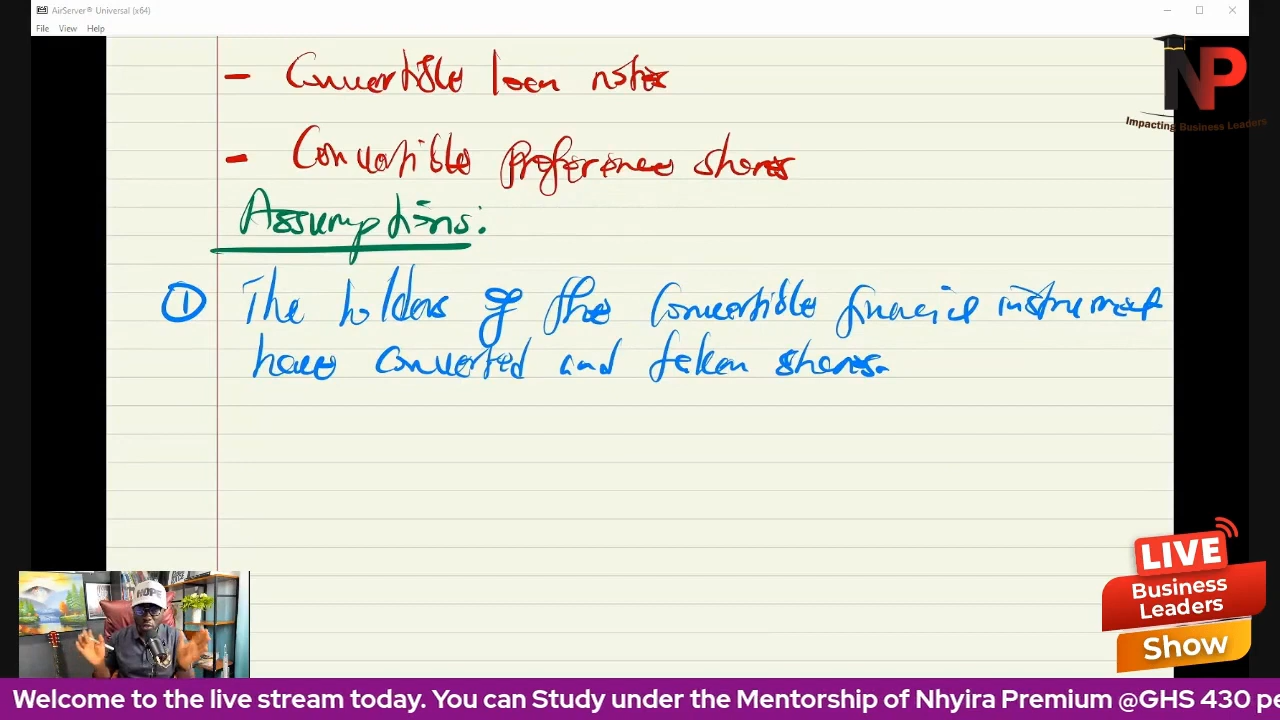 AirServer® Universal (x64)
File View Help
- Convertible loan notes
- Convertible preference shares
Assumptions:
① The holders of the convertible financial instrument
have converted and taken shares.
NP
Impacting Business Leaders
HOPE
LIVE
Business
Leaders
Show
Welcome to the live stream today. You can Study under the Mentorship of Nhyira Premium @GHS 430 pe